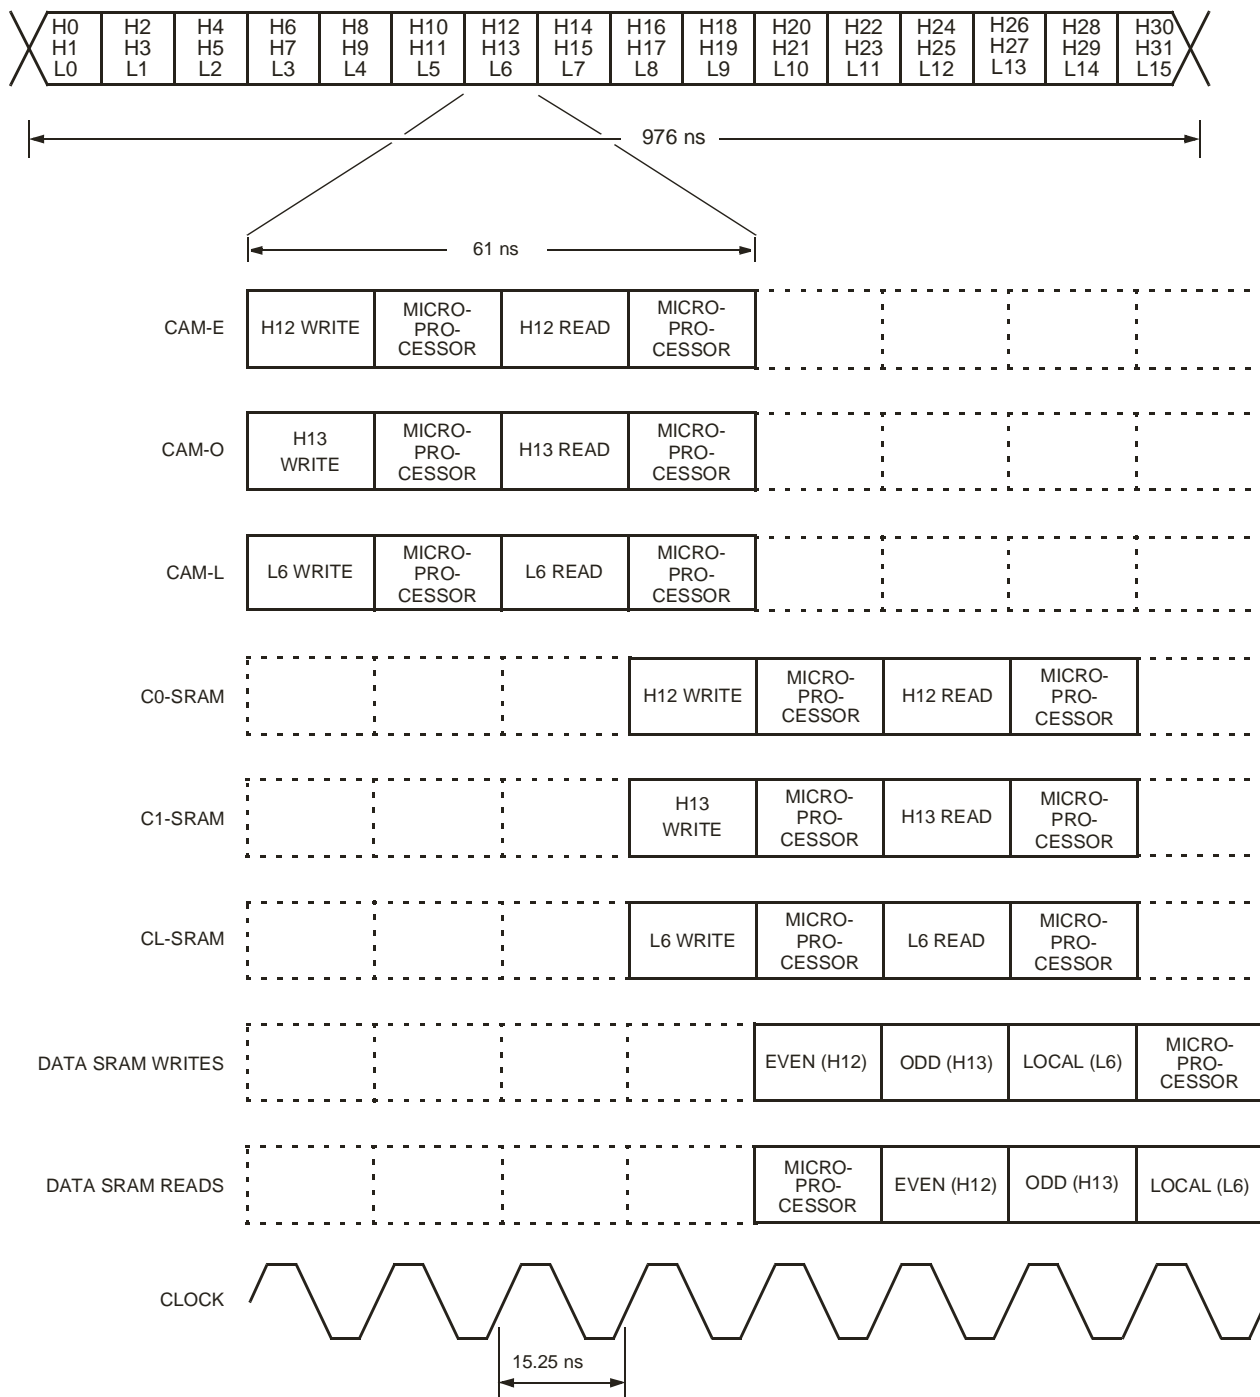 H0 H2 H4 H6 H8 H10 H12 H14 H16 H18 H20 H22 H24 H26 H28 H30
H1 H3 H5 H7 H9 H11 H13 H15 H17 H19 H21 H23 H25 H27 H29 H31
L0 L1 L2 L3 L4 L5 L6 L7 L8 L9 L10 L11 L12 L13 L14 L15
976 ns
61 ns
CAM-E
H12 WRITE
MICRO-
PRO-
CESSOR
H12 READ
MICRO-
PRO-
CESSOR
CAM-O
H13
WRITE
MICRO-
PRO-
CESSOR
H13 READ
MICRO-
PRO-
CESSOR
CAM-L
L6 WRITE
MICRO-
PRO-
CESSOR
L6 READ
MICRO-
PRO-
CESSOR
C0-SRAM
H12 WRITE
MICRO-
PRO-
CESSOR
H12 READ
MICRO-
PRO-
CESSOR
C1-SRAM
H13
WRITE
MICRO-
PRO-
CESSOR
H13 READ
MICRO-
PRO-
CESSOR
CL-SRAM
L6 WRITE
MICRO-
PRO-
CESSOR
L6 READ
MICRO-
PRO-
CESSOR
DATA SRAM WRITES
EVEN (H12)
ODD (H13)
LOCAL (L6)
MICRO-
PRO-
CESSOR
DATA SRAM READS
MICRO-
PRO-
CESSOR
EVEN (H12)
ODD (H13)
LOCAL (L6)
CLOCK
15.25 ns